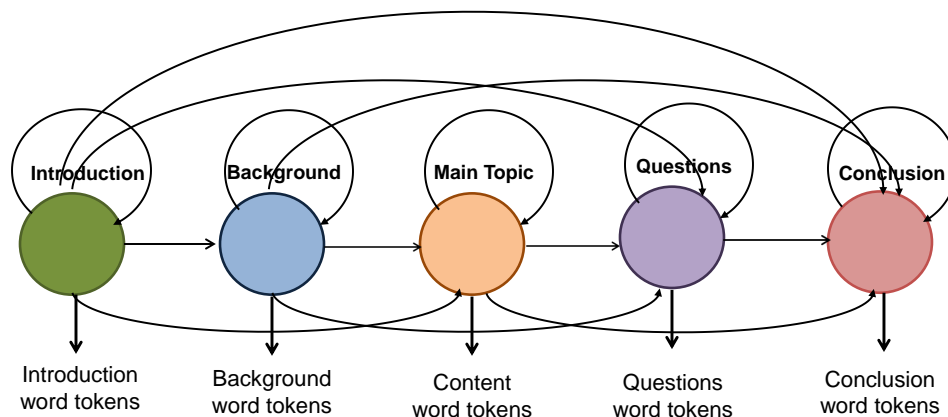 Introduction
Background
Main Topic
Questions
Conclusion
Introduction
word tokens
Background
word tokens
Content
word tokens
Questions
word tokens
Conclusion
word tokens